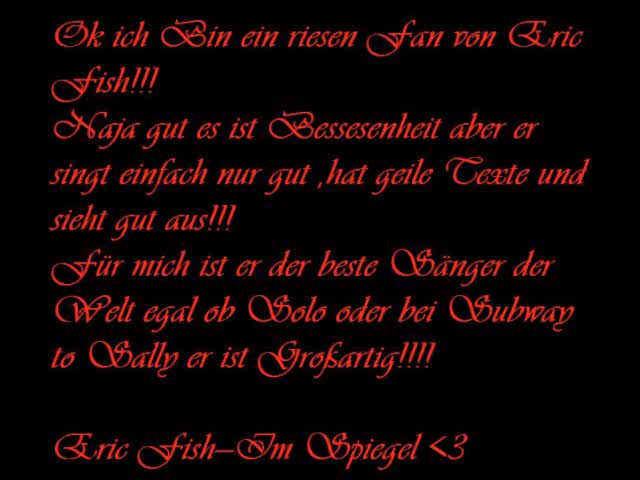 Ok ich Bin ein riesen Fan von Eric
Fish!!!
Naja gut es ist Bessesenheit aber er
singt einfach nur gut ,hat geile Texte und
sieht gut aus!!!
Für mich ist er der beste Sänger der
Welt egal ob Solo oder bei Subway
to Sally er ist Großartig!!!!
Eric Fish–Im Spiegel <3